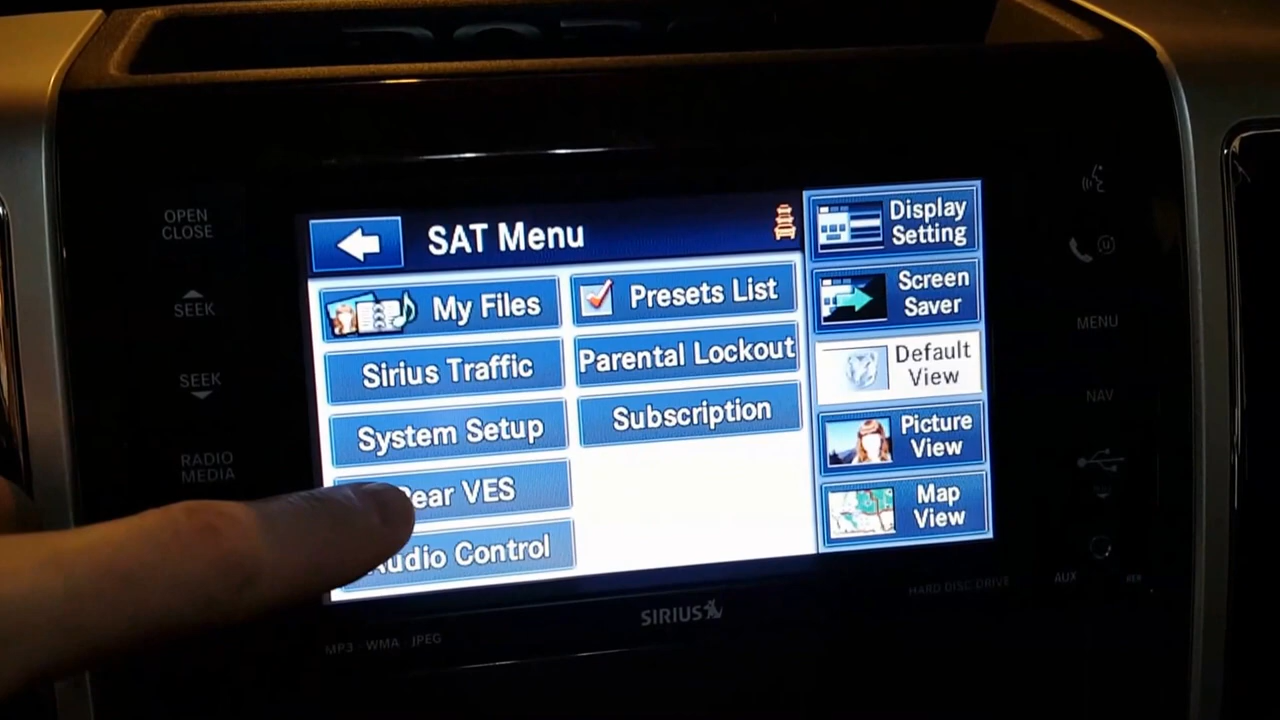 OPEN
CLOSE
SEEK
SEEK
RADIO
MEDIA
SAT Menu
My Files
Sirius Traffic
System Setup
Rear VES
Audio Control
Presets List
Parental Lockout
Subscription
Display
Setting
Screen
Saver
Default
View
Picture
View
Map
View
MENU
NAV
AUX
SIRIUS
HARD DISC DRIVE
MP3 · WMA · JPEG